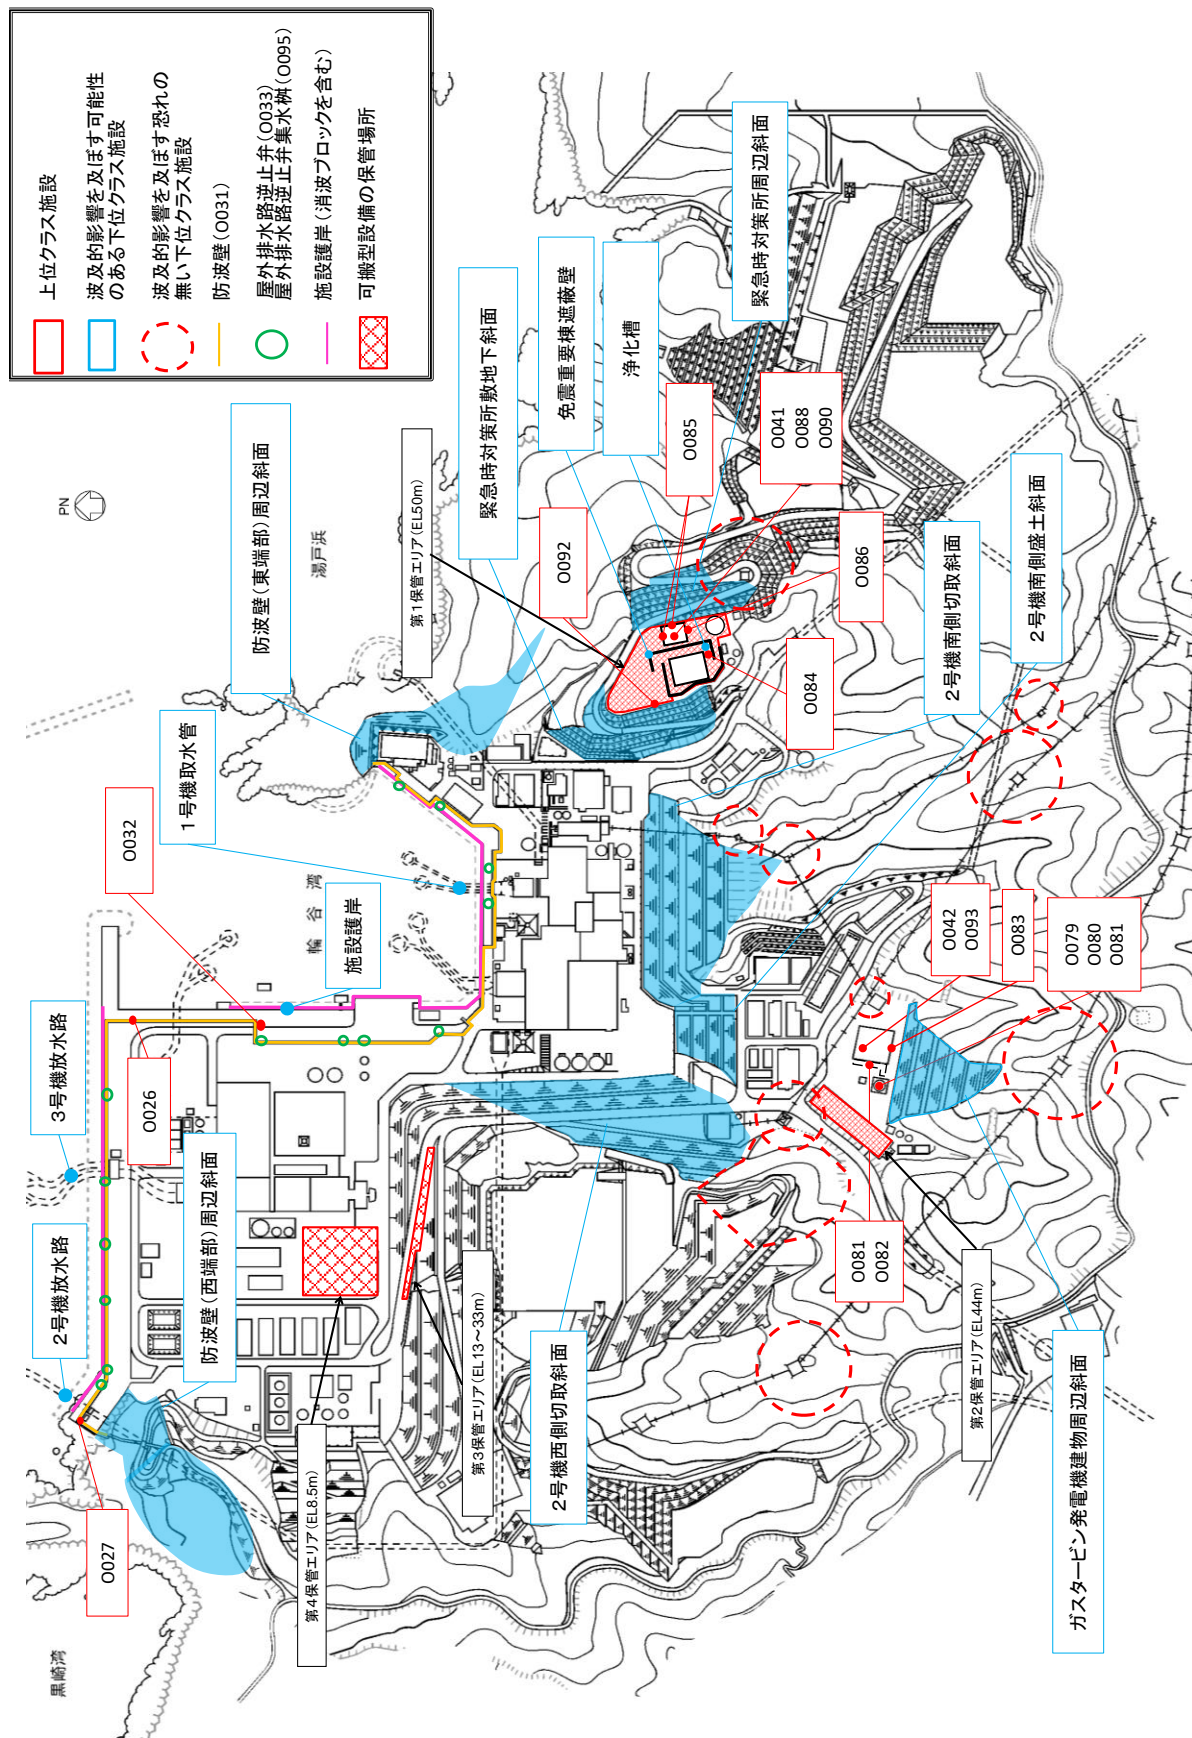 上位クラス施設
波及的影響を及ぼす可能性
のある下位クラス施設
波及的影響を及ぼす恐れの
無い下位クラス施設
防波壁(O031)
屋外排水路逆止弁(O033)
屋外排水路逆止弁集水桝(O095)
施設護岸(消波ブロックを含む)
可搬型設備の保管場所
PN
黒崎湾
輪谷湾
湯戸浜
O027
2号機放水路
3号機放水路
O026
O032
1号機取水管
防波壁(東端部)周辺斜面
施設護岸
防波壁(西端部)周辺斜面
第4保管エリア(EL8.5m)
第3保管エリア(EL13~33m)
第1保管エリア(EL50m)
緊急時対策所敷地下斜面
O092
免震重要棟遮蔽壁
浄化槽
緊急時対策所周辺斜面
O085
O041
O088
O090
O086
O084
2号機南側切取斜面
2号機南側盛土斜面
2号機西側切取斜面
O042
O093
O083
O079
O080
O081
O081
O082
第2保管エリア(EL44m)
ガスタービン発電機建物周辺斜面